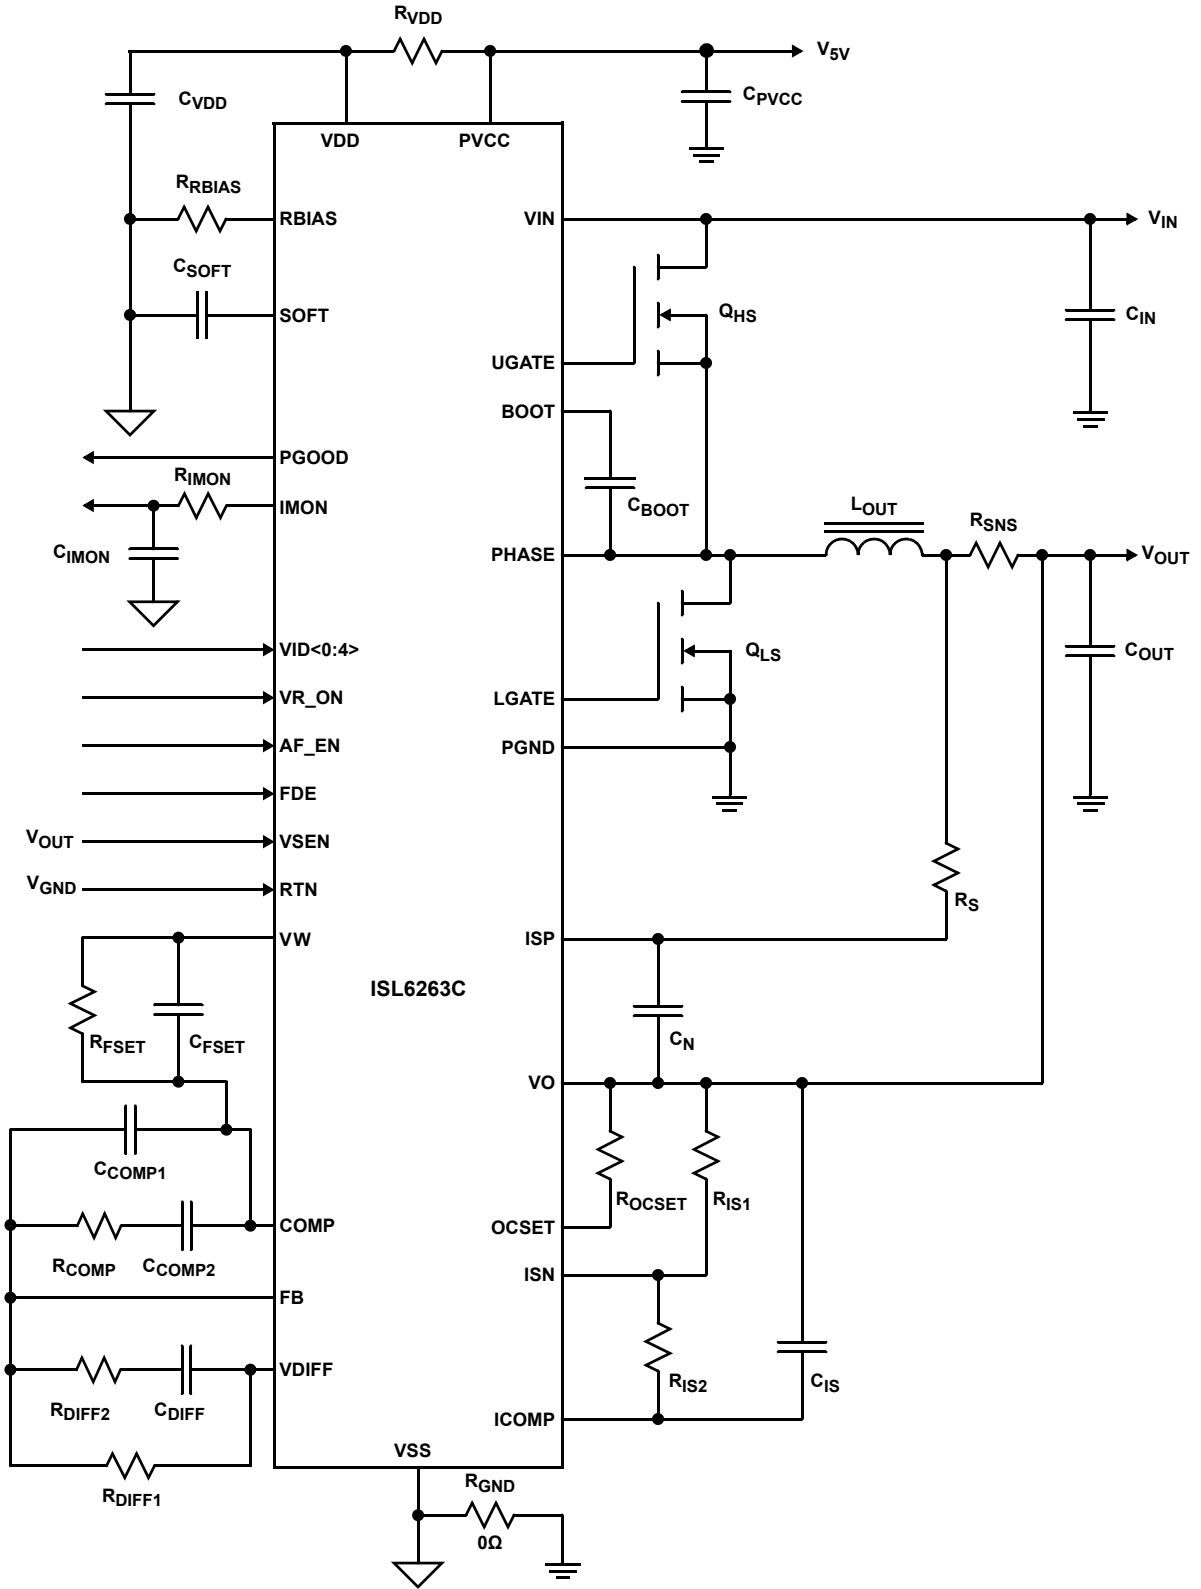 RVDD
V5V
CVDD
CPVCC
VDD
PVCC
RRBIAS
RBIAS
VIN
VIN
CSOFT
SOFT
QHS
CIN
UGATE
BOOT
PGOOD
RIMON
IMON
CBOOT
LOUT
RSNS
CIMON
PHASE
VOUT
VID<0:4>
QLS
COUT
VR_ON
LGATE
AF_EN
PGND
FDE
VOUT
VSEN
VGND
RTN
RS
VW
ISP
ISL6263C
RFSET
CFSET
CN
VO
CCOMP1
ROCSET
RIS1
COMP
OCSET
RCOMP
CCOMP2
ISN
FB
VDIFF
RIS2
CIS
RDIFF2
CDIFF
ICOMP
VSS
RDIFF1
RGND
0Ω